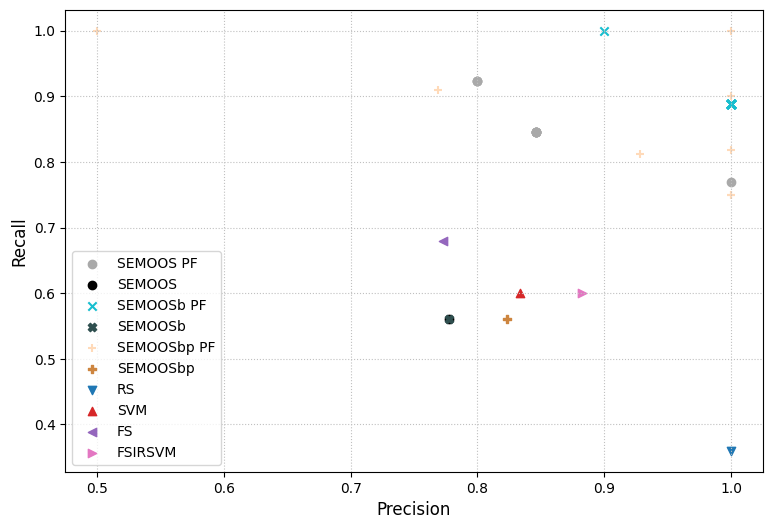 1.0
0.9
0.8
0.7
0.6
0.5
0.4
Recall
SEMOOS PF
SEMOOS
SEMOOSb PF
SEMOOSb
SEMOOSbp PF
SEMOOSbp
RS
SVM
FS
FSIRSVM
0.5 0.6 0.7 0.8 0.9 1.0
Precision